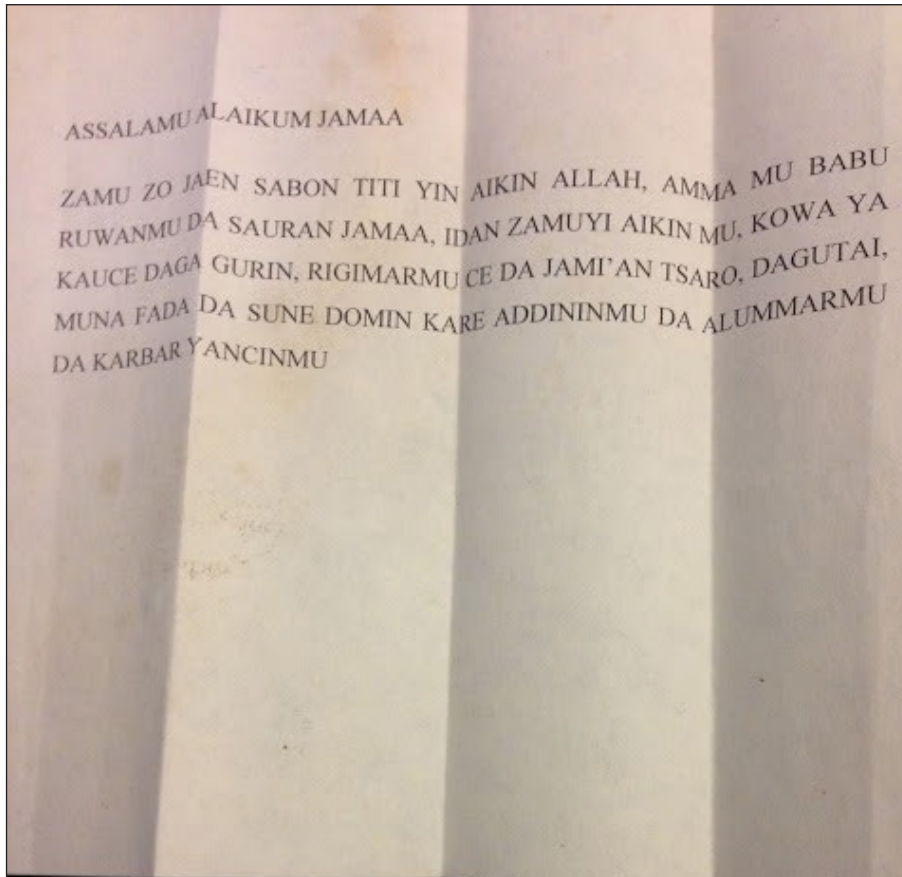 ASSALAMU ALAIKUM JAMAA
ZAMU ZO JAEN SABON TITI YIN AIKIN ALLAH, AMMA MU BABU
RUWANMU DA SAURAN JAMAA, IDAN ZAMUYI AIKIN MU, KOWA YA
KAUCE DAGA GURIN, RIGIMARMU CE DA JAMI'AN TSARO, DAGUTAI,
MUNA FADA DA SUNE DOMIN KARE ADDININMU DA ALUMMARMU
DA KARBAR YANCINMU